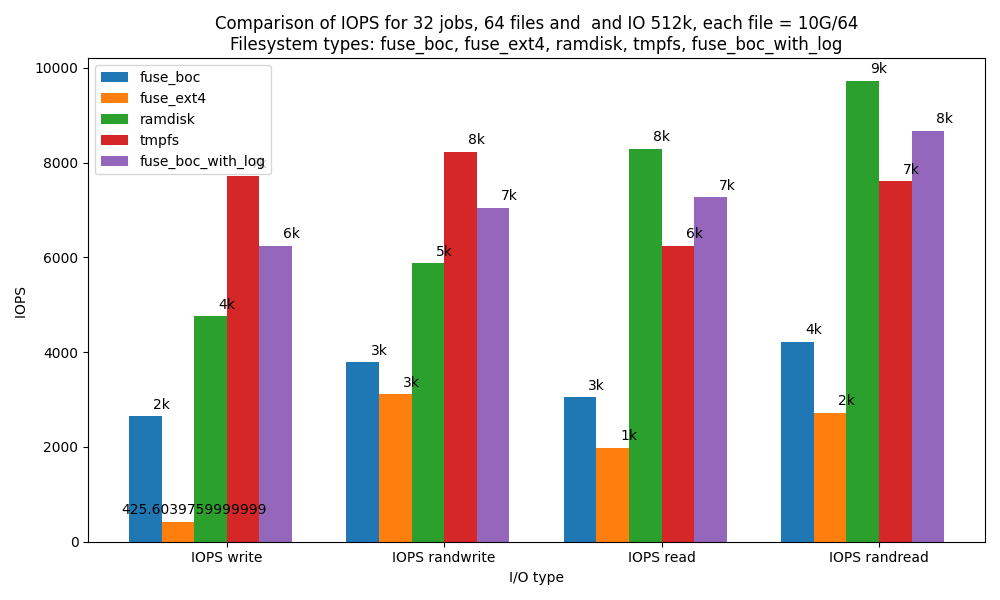 Comparison of IOPS for 32 jobs, 64 files and  and IO 512k, each file = 10G/64
Filesystem types: fuse_boc, fuse_ext4, ramdisk, tmpfs, fuse_boc_with_log
IOPS
10000
8000
6000
4000
2000
0
fuse_boc
fuse_ext4
ramdisk
tmpfs
fuse_boc_with_log
2k
425.6039759999999
4k
6k
3k
3k
5k
8k
7k
3k
1k
8k
6k
7k
4k
2k
9k
7k
8k
IOPS write
IOPS randwrite
IOPS read
IOPS randread
I/O type